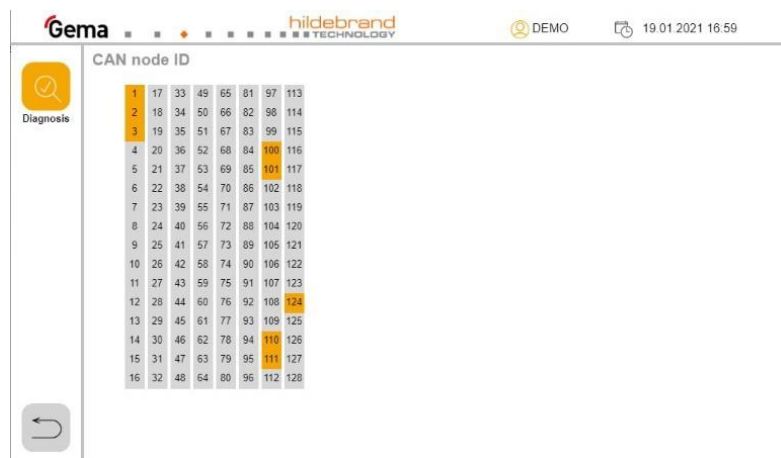 Gema hildebrand TECHNOLOGY DEMO 19.01.2021 16:59
CAN node ID
Diagnosis
1 17 33 49 65 81 97 113
2 18 34 50 66 82 98 114
3 19 35 51 67 83 99 115
4 20 36 52 68 84 100 116
5 21 37 53 69 85 101 117
6 22 38 54 70 86 102 118
7 23 39 55 71 87 103 119
8 24 40 56 72 88 104 120
9 25 41 57 73 89 105 121
10 26 42 58 74 90 106 122
11 27 43 59 75 91 107 123
12 28 44 60 76 92 108 124
13 29 45 61 77 93 109 125
14 30 46 62 78 94 110 126
15 31 47 63 79 95 111 127
16 32 48 64 80 96 112 128